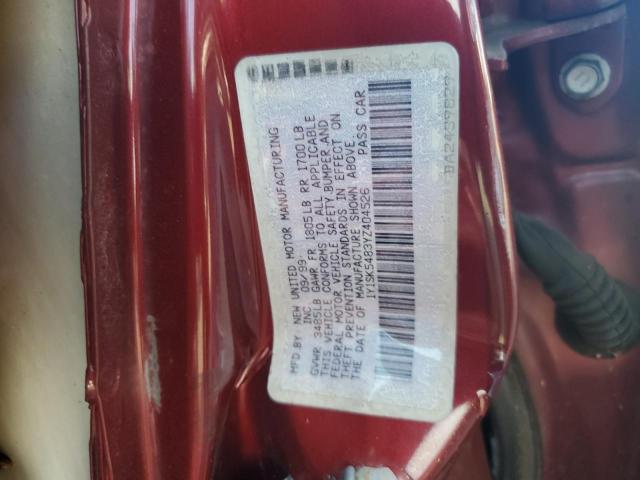 MFD.BY NEW UNITED MOTOR MANUFACTURING
INC 09/99
GVWR 3485LB GAWR FR 1805LB RR 1700LB
THIS VEHICLE CONFORMS TO ALL APPLICABLE
FEDERAL MOTOR VEHICLE SAFETY,BUMPER,AND
THEFT PREVENTION STANDARDS IN EFFECT ON
THE DATE OF MANUFACTURE SHOWN ABOVE.
1Y1SK5483YZ404526 PASS CAR